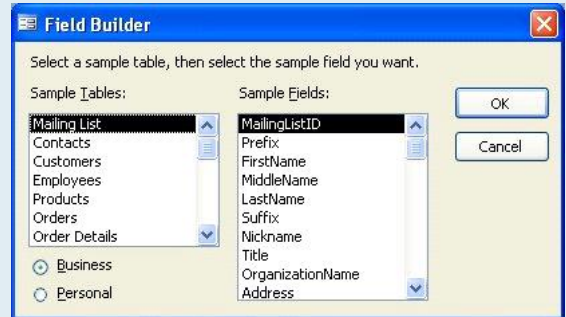 Field Builder
Select a sample table, then select the sample field you want.
Sample Tables:
Mailing List
Contacts
Customers
Employees
Products
Orders
Order Details
Business
Personal
Sample Fields:
MailingListID
Prefix
FirstName
MiddleName
LastName
Suffix
Nickname
Title
OrganizationName
Address
OK
Cancel